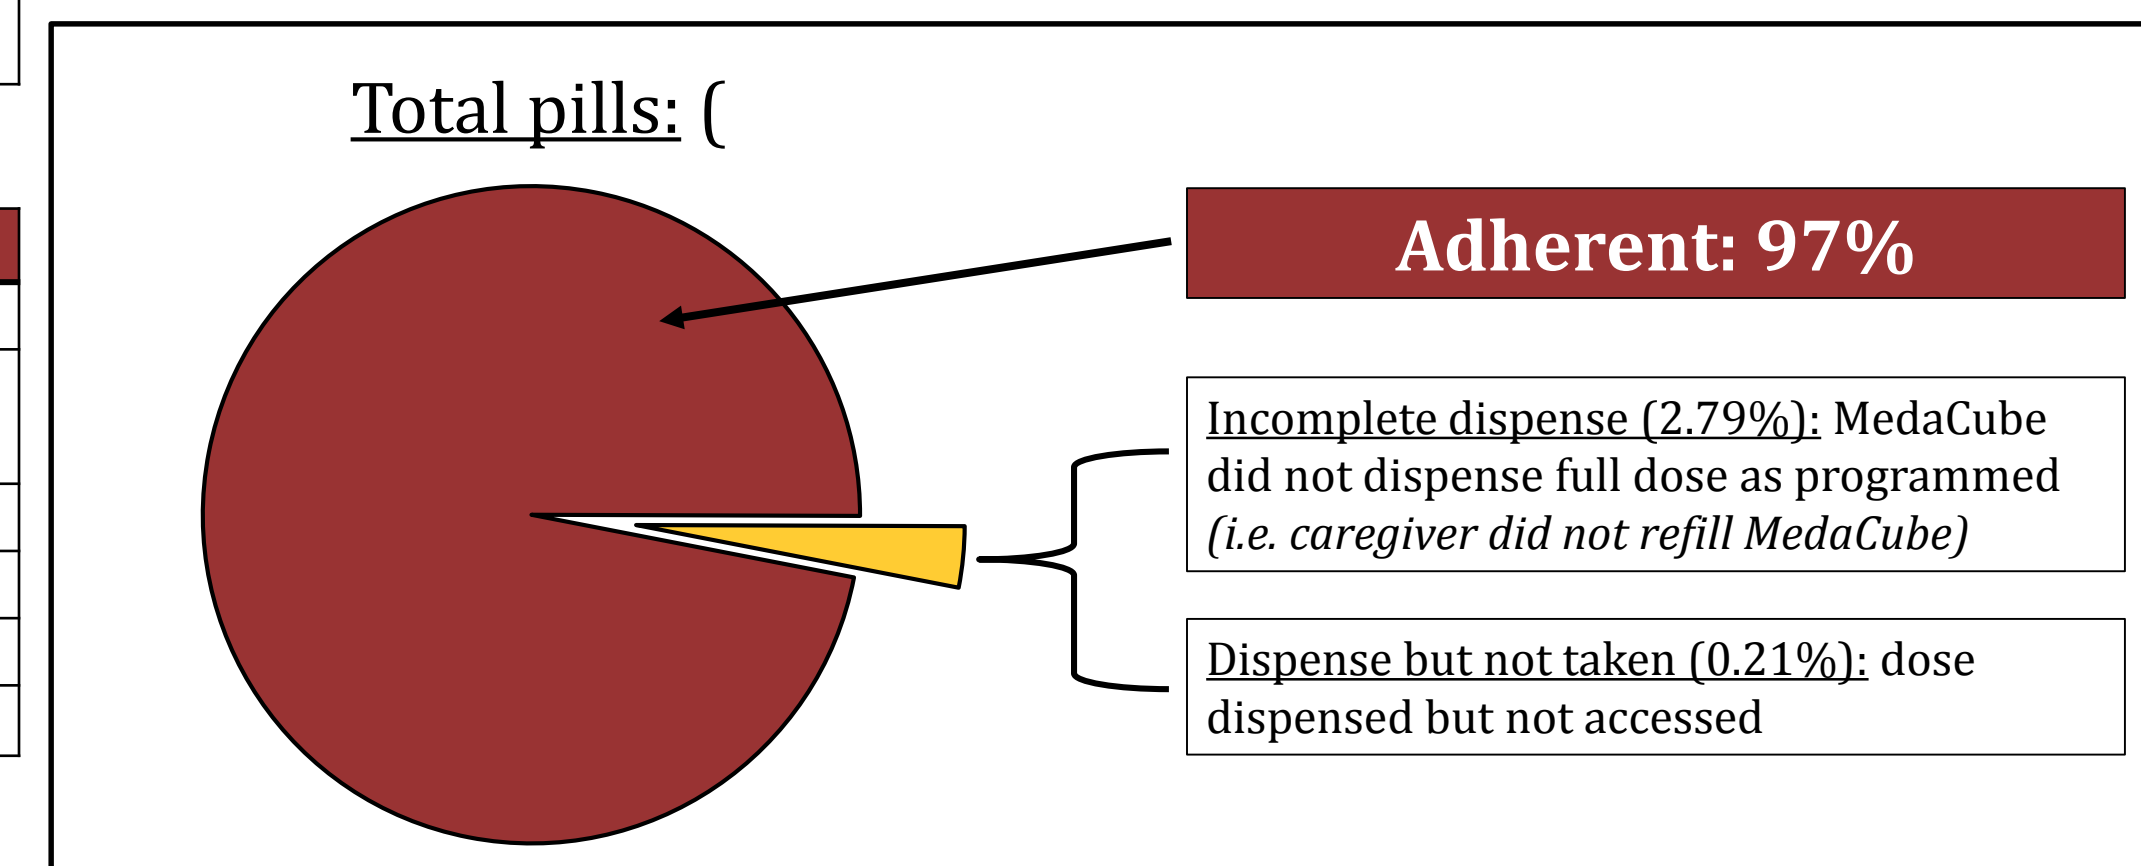 Total pills: (
Adherent: 97%
Incomplete dispense (2.79%): MedaCube
did not dispense full dose as programmed
(i.e. caregiver did not refill MedaCube)
Dispense but not taken (0.21%): dose
dispensed but not accessed